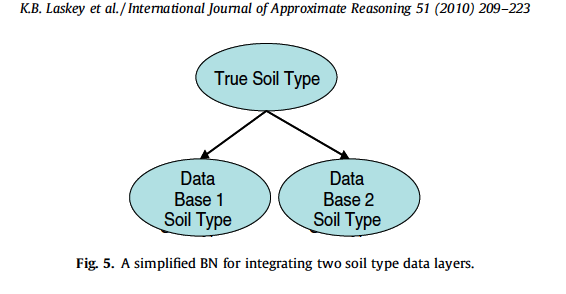 K.B. Laskey et al. / International Journal of Approximate Reasoning 51 (2010) 209–223
True Soil Type
Data
Base 1
Soil Type
Data
Base 2
Soil Type
Fig. 5. A simplified BN for integrating two soil type data layers.